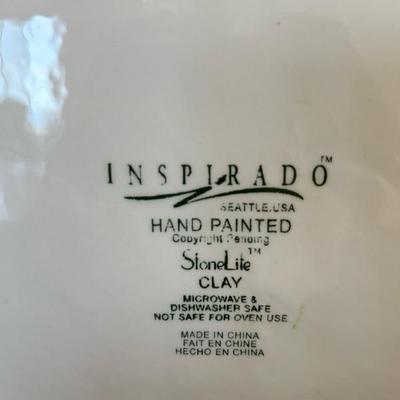 INSPIRADO™
SEATTLE.USA
HAND PAINTED
Copyright Pending
StoneLite™
CLAY
MICROWAVE &
DISHWASHER SAFE
NOT SAFE FOR OVEN USE
MADE IN CHINA
FAIT EN CHINE
HECHO EN CHINA